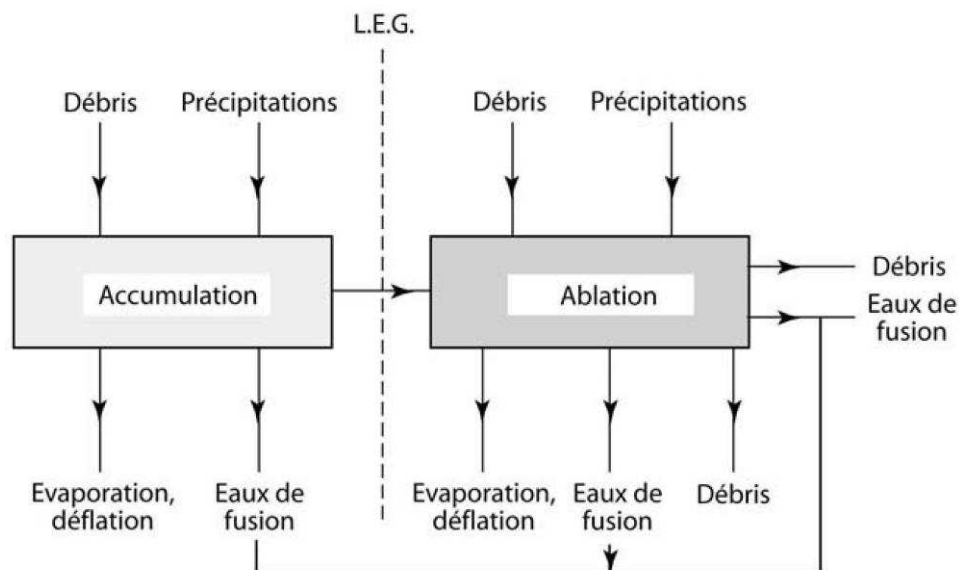 L.E.G.
Débris
Précipitations
Débris
Précipitations
Accumulation
Ablation
Débris
Eaux de
fusion
Evaporation,
déflation
Eaux de
fusion
Evaporation,
déflation
Eaux de
fusion
Débris